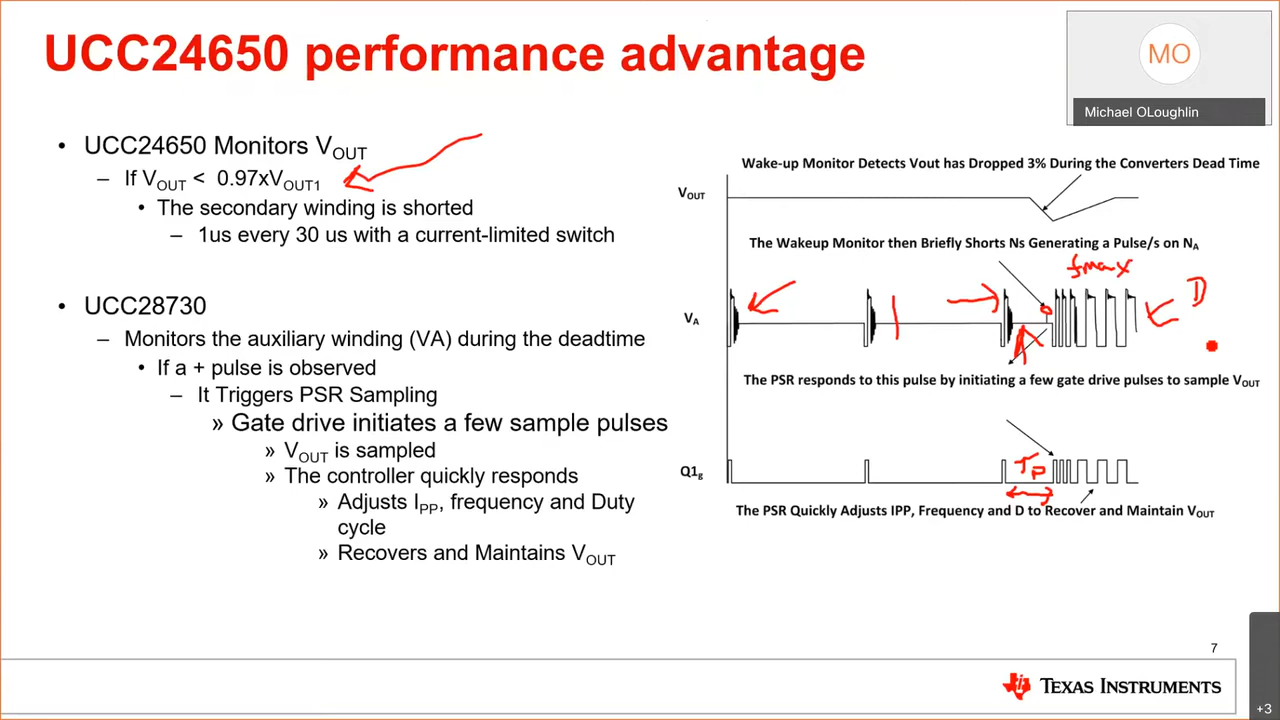 UCC24650 performance advantage
MO
Michael OLoughlin
• UCC24650 Monitors VOUT
– If VOUT < 0.97xVOUT1
• The secondary winding is shorted
– 1us every 30 us with a current-limited switch
• UCC28730
– Monitors the auxiliary winding (VA) during the deadtime
• If a + pulse is observed
– It Triggers PSR Sampling
» Gate drive initiates a few sample pulses
» VOUT is sampled
» The controller quickly responds
» Adjusts IPP, frequency and Duty
cycle
» Recovers and Maintains VOUT
Wake-up Monitor Detects Vout has Dropped 3% During the Converters Dead Time
VOUT
The Wakeup Monitor then Briefly Shorts Ns Generating a Pulse/s on NA
fmax
D
VA
The PSR responds to this pulse by initiating a few gate drive pulses to sample VOUT
TP
Q1g
The PSR Quickly Adjusts IPP, Frequency and D to Recover and Maintain VOUT
7
TEXAS INSTRUMENTS
+3